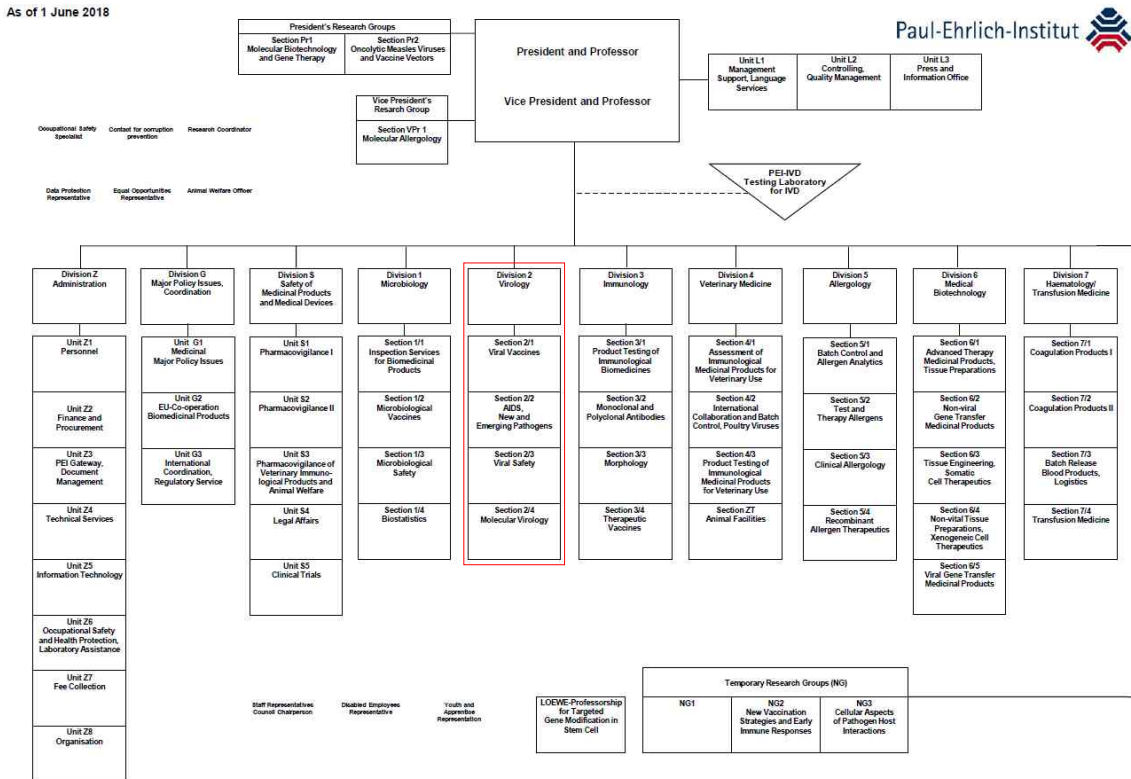 As of 1 June 2018
President's Research Groups
Section Pr1
Molecular Biotechnology
and Gene Therapy
Section Pr2
Oncolytic Measles Viruses
and Vaccine Vectors
President and Professor
Vice President and Professor
Paul-Ehrlich-Institut
Unit L1
Management
Support, Language
Services
Unit L2
Controlling,
Quality Management
Unit L3
Press and
Information Office
Vice President's
Resarch Group
Section VPr 1
Molecular Allergology
Occupational Safety
Specialist
Contact for corruption
prevention
Research Coordinator
Data Protection
Representative
Equal Opportunities
Representative
Animal Welfare Officer
PEI-IVD
Testing Laboratory
for IVD
Division Z
Administration
Unit Z1
Personnel
Unit Z2
Finance and
Procurement
Unit Z3
PEI Gateway,
Document
Management
Unit Z4
Technical Services
Unit Z5
Information Technology
Unit Z6
Occupational Safety
and Health Protection,
Laboratory Assistance
Unit Z7
Fee Collection
Unit Z8
Organisation
Division G
Major Policy Issues,
Coordination
Unit G1
Medicinal
Major Policy Issues
Unit G2
EU-Co-operation
Biomedicinal Products
Unit G3
International
Coordination,
Regulatory Service
Division S
Safety of
Medicinal Products
and Medical Devices
Unit S1
Pharmacovigilance I
Unit S2
Pharmacovigilance II
Unit S3
Pharmacovigilance of
Veterinary Immuno-
logical Products and
Animal Welfare
Unit S4
Legal Affairs
Unit S5
Clinical Trials
Division 1
Microbiology
Section 1/1
Inspection Services
for Biomedicinal
Products
Section 1/2
Microbiological
Vaccines
Section 1/3
Microbiological
Safety
Section 1/4
Biostatistics
Division 2
Virology
Section 2/1
Viral Vaccines
Section 2/2
AIDS,
New and
Emerging Pathogens
Section 2/3
Viral Safety
Section 2/4
Molecular Virology
Division 3
Immunology
Section 3/1
Product Testing of
Immunological
Biomedicines
Section 3/2
Monoclonal and
Polyclonal Antibodies
Section 3/3
Morphology
Section 3/4
Therapeutic
Vaccines
Division 4
Veterinary Medicine
Section 4/1
Assessment of
Immunological
Medicinal Products for
Veterinary Use
Section 4/2
International
Collaboration and Batch
Control, Poultry Viruses
Section 4/3
Product Testing of
Immunological
Medicinal Products
for Veterinary Use
Section ZT
Animal Facilities
Division 5
Allergology
Section 5/1
Batch Control and
Allergen Analytics
Section 5/2
Test and
Therapy Allergens
Section 5/3
Clinical Allergology
Section 5/4
Recombinant
Allergen Therapeutics
Division 6
Medical
Biotechnology
Section 6/1
Advanced Therapy
Medicinal Products,
Tissue Preparations
Section 6/2
Non-viral
Gene Transfer
Medicinal Products
Section 6/3
Tissue Engineering,
Somatic
Cell Therapeutics
Section 6/4
Non-vital Tissue
Preparations,
Xenogeneic Cell
Therapeutics
Section 6/5
Viral Gene Transfer
Medicinal Products
Division 7
Haematology/
Transfusion Medicine
Section 7/1
Coagulation Products I
Section 7/2
Coagulation Products II
Section 7/3
Batch Release
Blood Products,
Logistics
Section 7/4
Transfusion Medicine
Staff Representatives
Council Chairperson
Disabled Employees
Representative
Youth and
Apprentice
Representation
LOEWE-Professorship
for Targeted
Gene Modification in
Stem Cell
Temporary Research Groups (NG)
NG1
NG2
New Vaccination
Strategies and Early
Immune Responses
NG3
Cellular Aspects
of Pathogen Host
Interactions